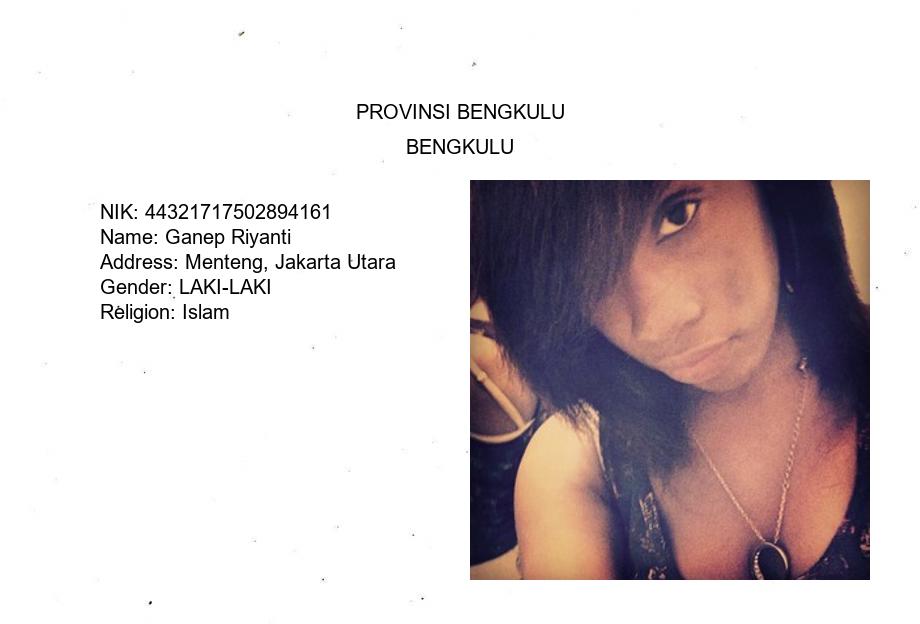 PROVINSI BENGKULU
BENGKULU
NIK: 44321717502894161
Name: Ganep Riyanti
Address: Menteng, Jakarta Utara
Gender: LAKI-LAKI
Religion: Islam